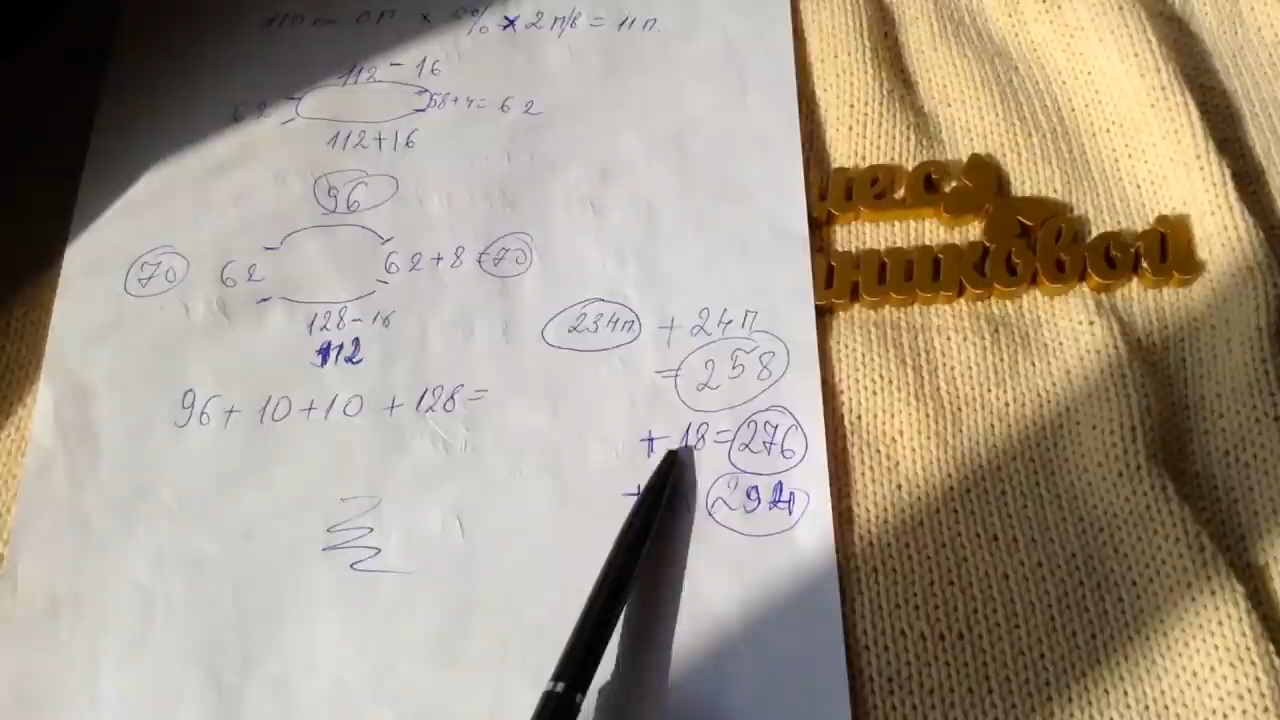 × 6% × 2 п/в = 11 п.
112 - 16
62 58+4= 62
112+16
96
70 62 62+8 =70
128-16
112
234п. + 24п
= 258
96+10+10 +128=
+ 18= 276
+ 294